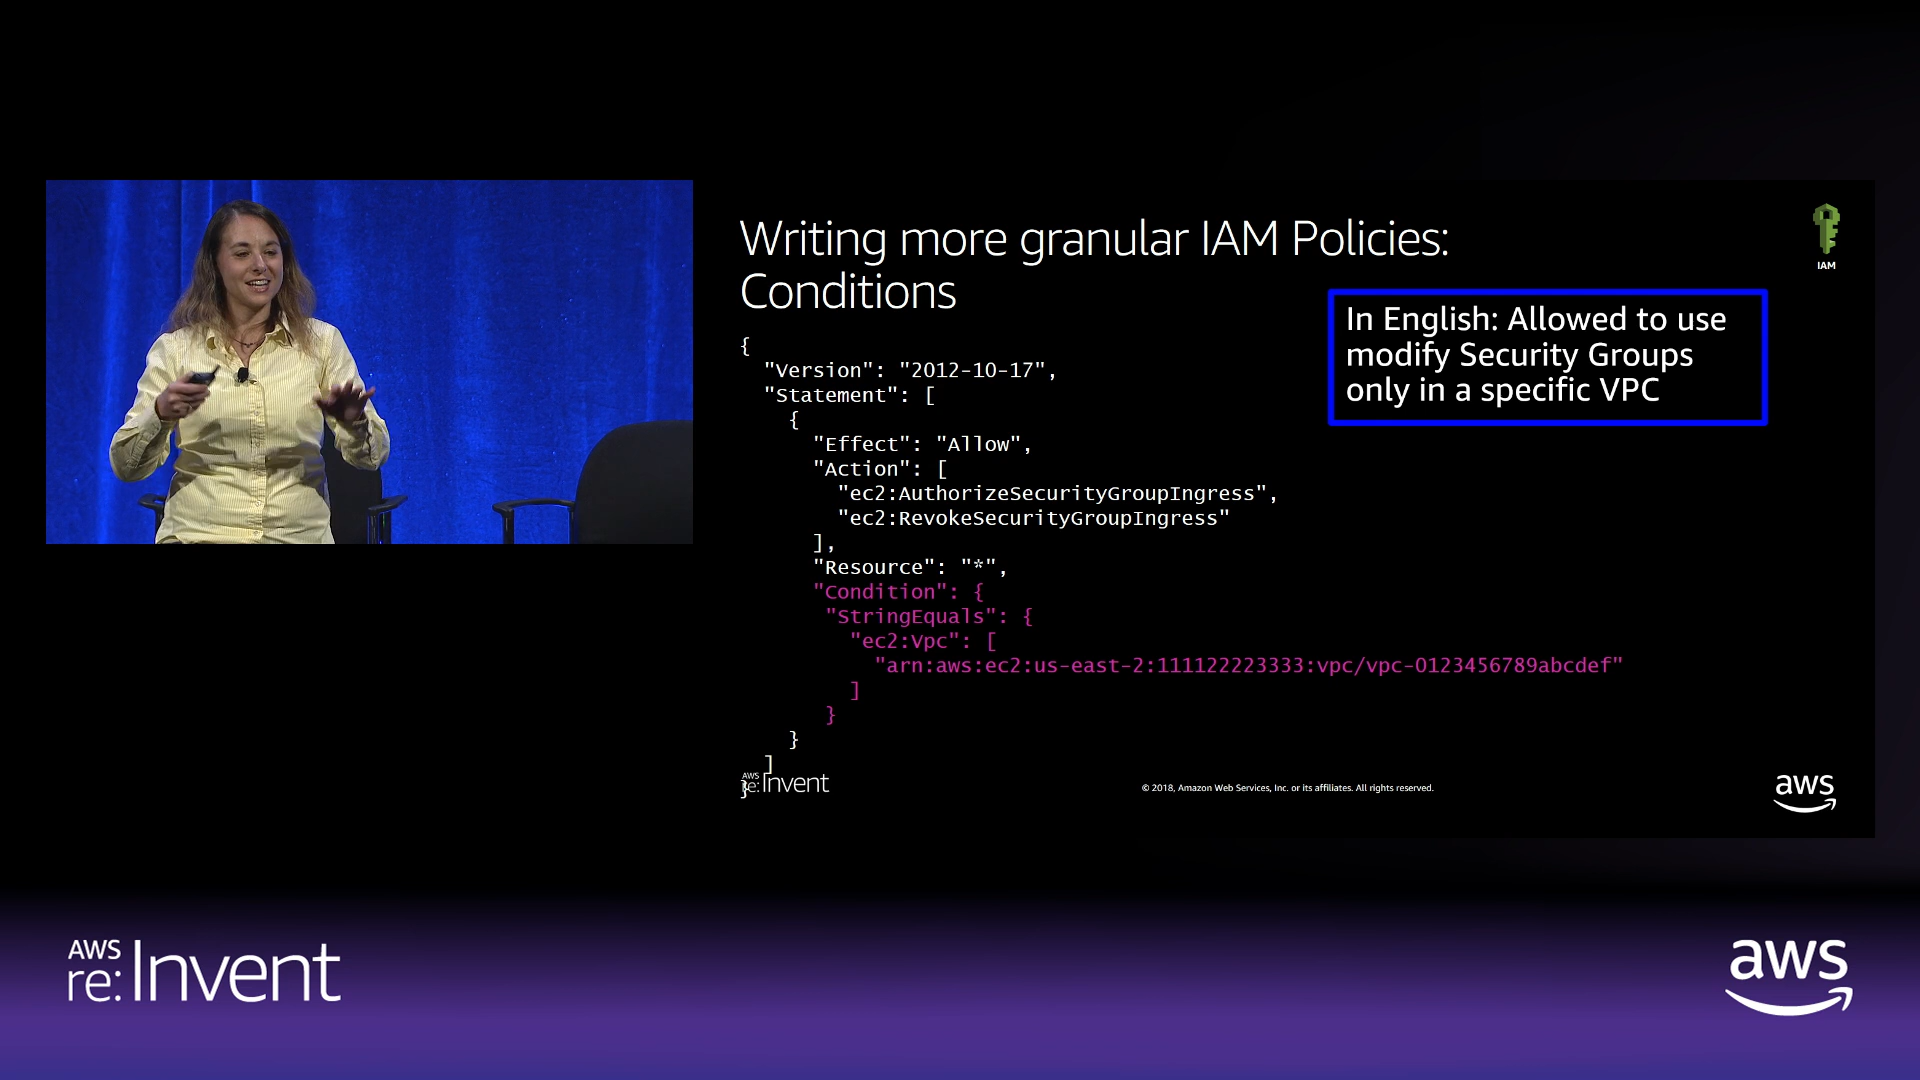 Writing more granular IAM Policies:
Conditions
IAM
In English: Allowed to use
modify Security Groups
only in a specific VPC
{
"Version": "2012-10-17",
"Statement": [
{
"Effect": "Allow",
"Action": [
"ec2:AuthorizeSecurityGroupIngress",
"ec2:RevokeSecurityGroupIngress"
],
"Resource": "*",
"Condition": {
"StringEquals": {
"ec2:Vpc": [
"arn:aws:ec2:us-east-2:111122223333:vpc/vpc-0123456789abcdef"
]
}
}
]
}
AWS
re:Invent
© 2018, Amazon Web Services, Inc. or its affiliates. All rights reserved.
aws
AWS
re:Invent
aws